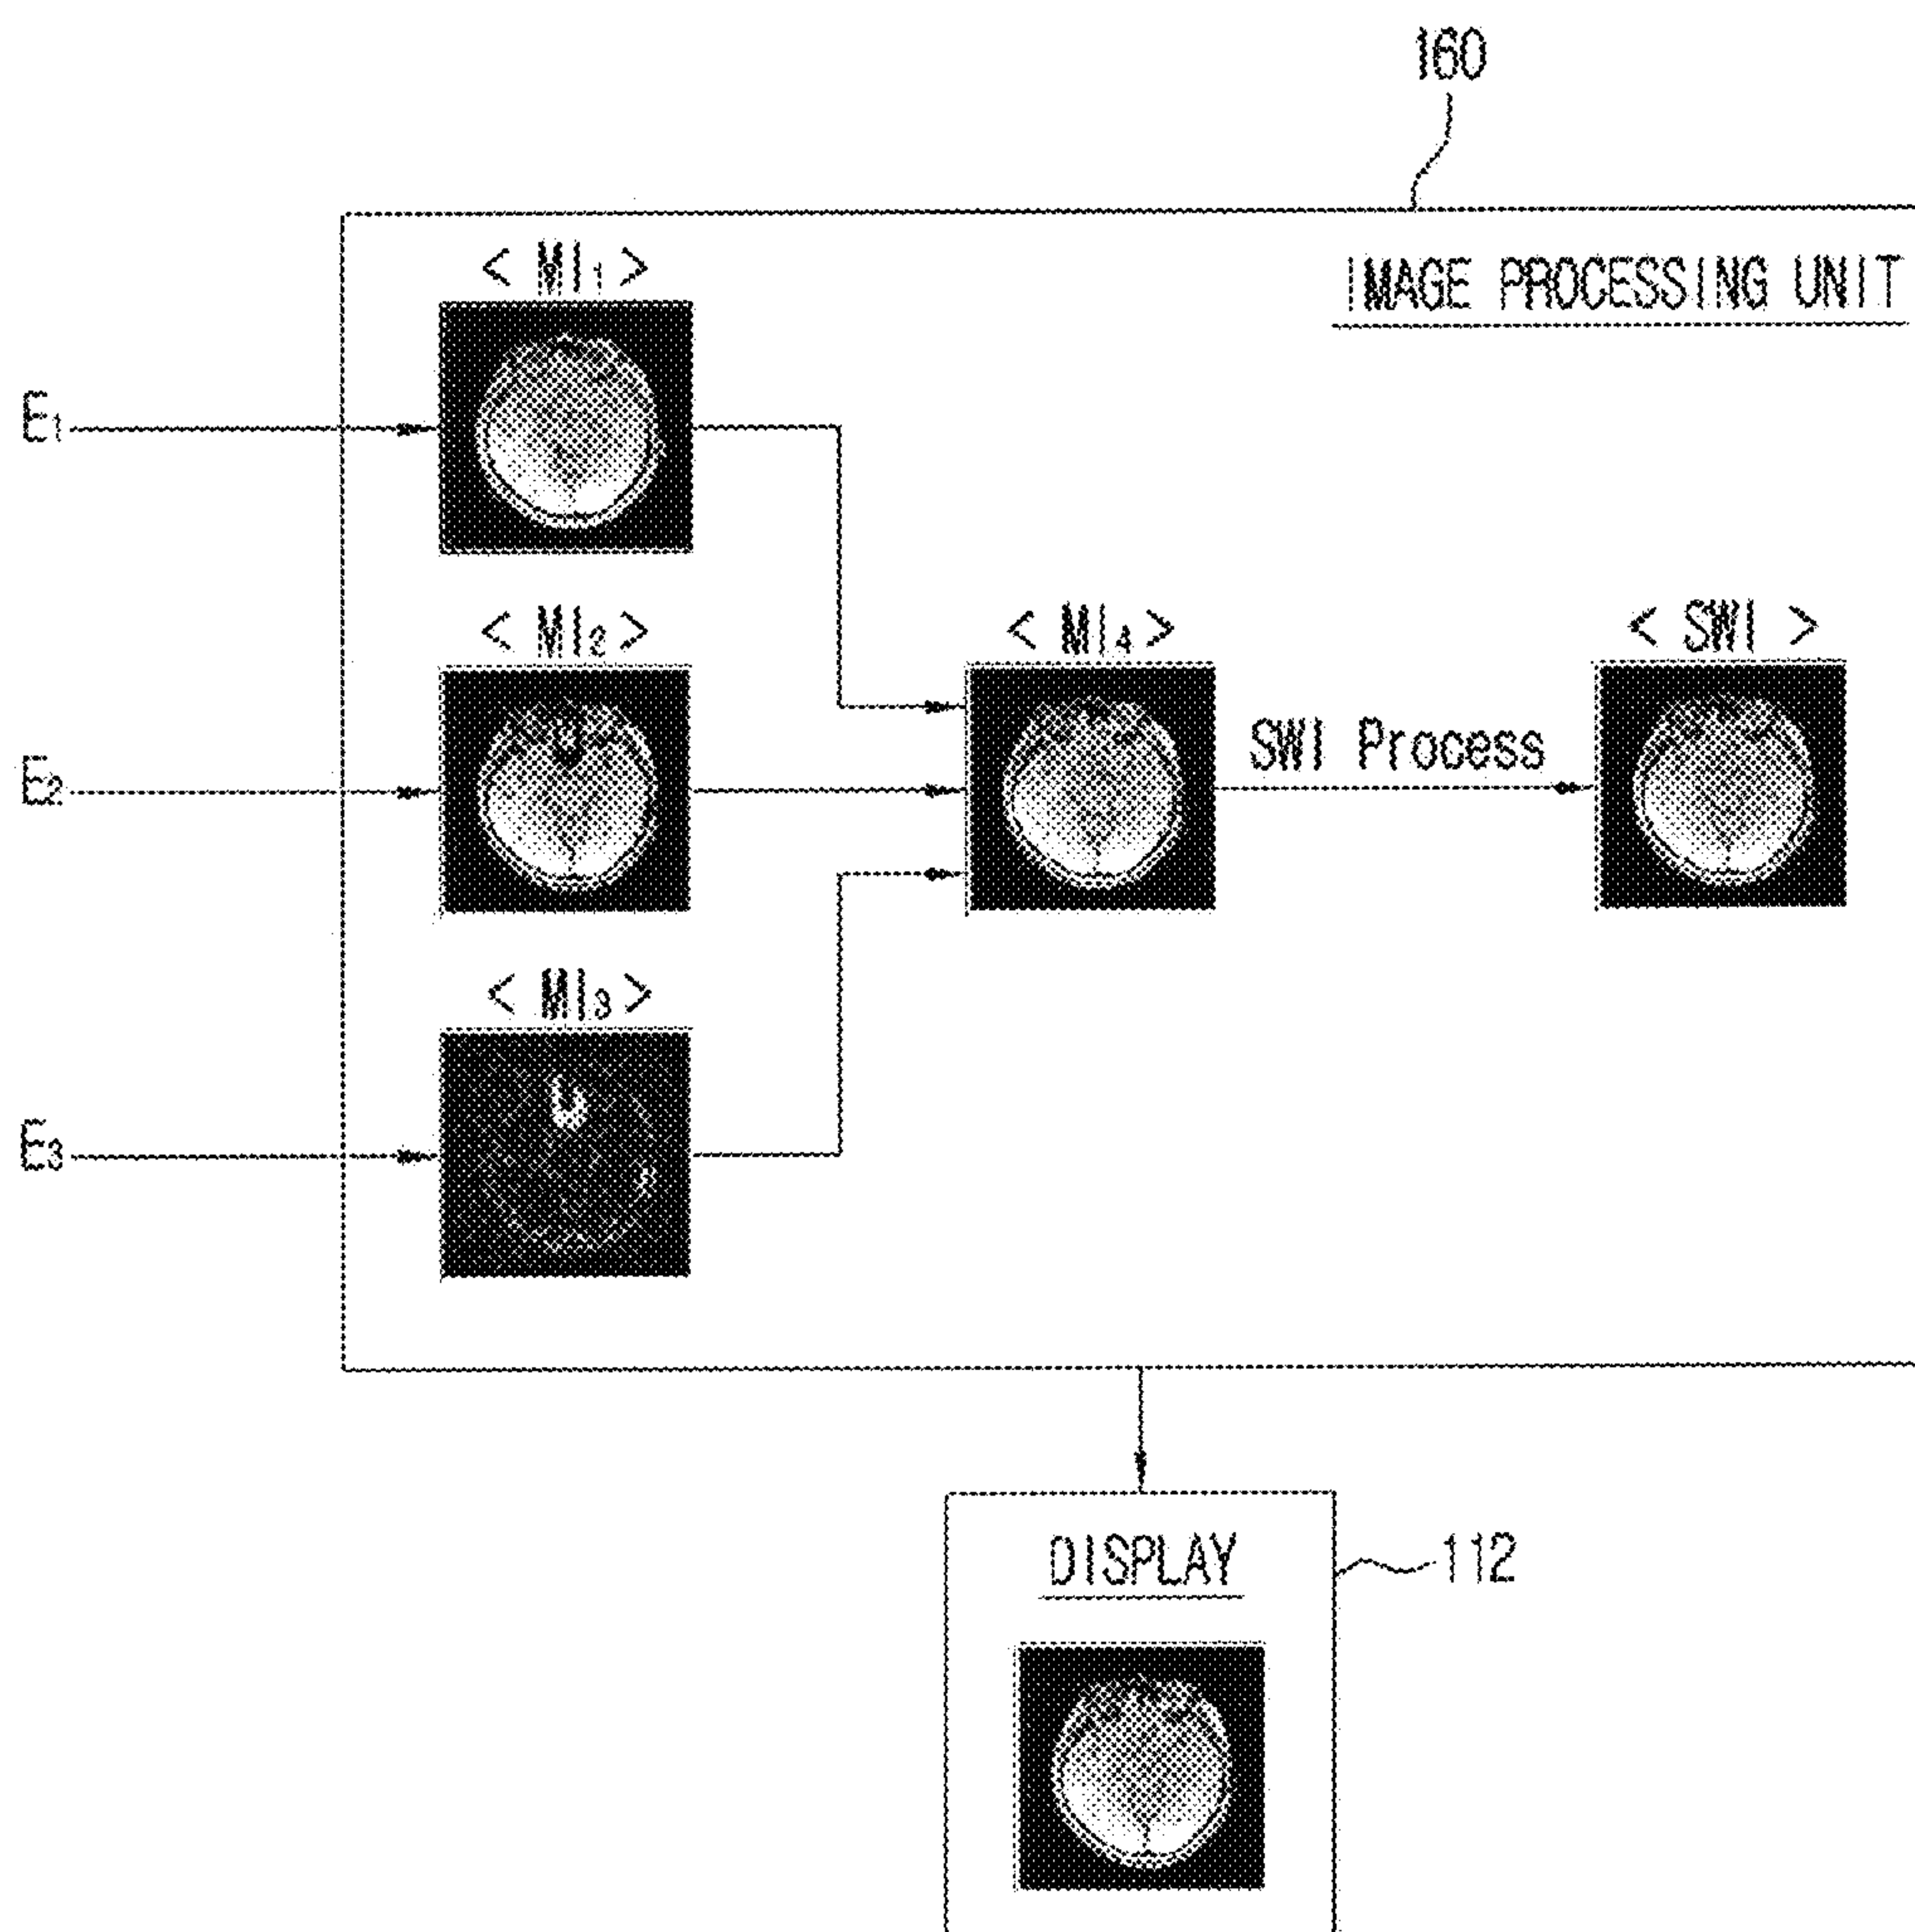 160
IMAGE PROCESSING UNIT
< MI₁ >
E₁
< MI₂ >
E₂
< MI₄ >
SWI Process
< SWI >
< MI₃ >
E₃
DISPLAY
112